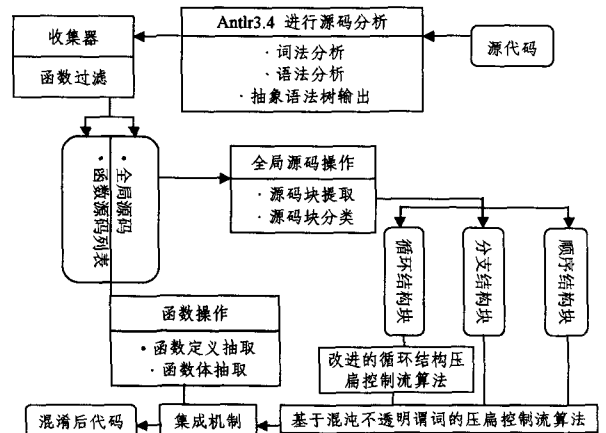 Antlr3.4 进行源码分析
·词法分析
·语法分析
·抽象语法树输出
源代码
收集器
函数过滤
·全局源码
·函数源码列表
全局源码操作
·源码块提取
·源码块分类
循环结构块
分支结构块
顺序结构块
函数操作
·函数定义抽取
·函数体抽取
改进的循环结构压
扁控制流算法
混淆后代码
集成机制
基于混沌不透明谓词的压扁控制流算法